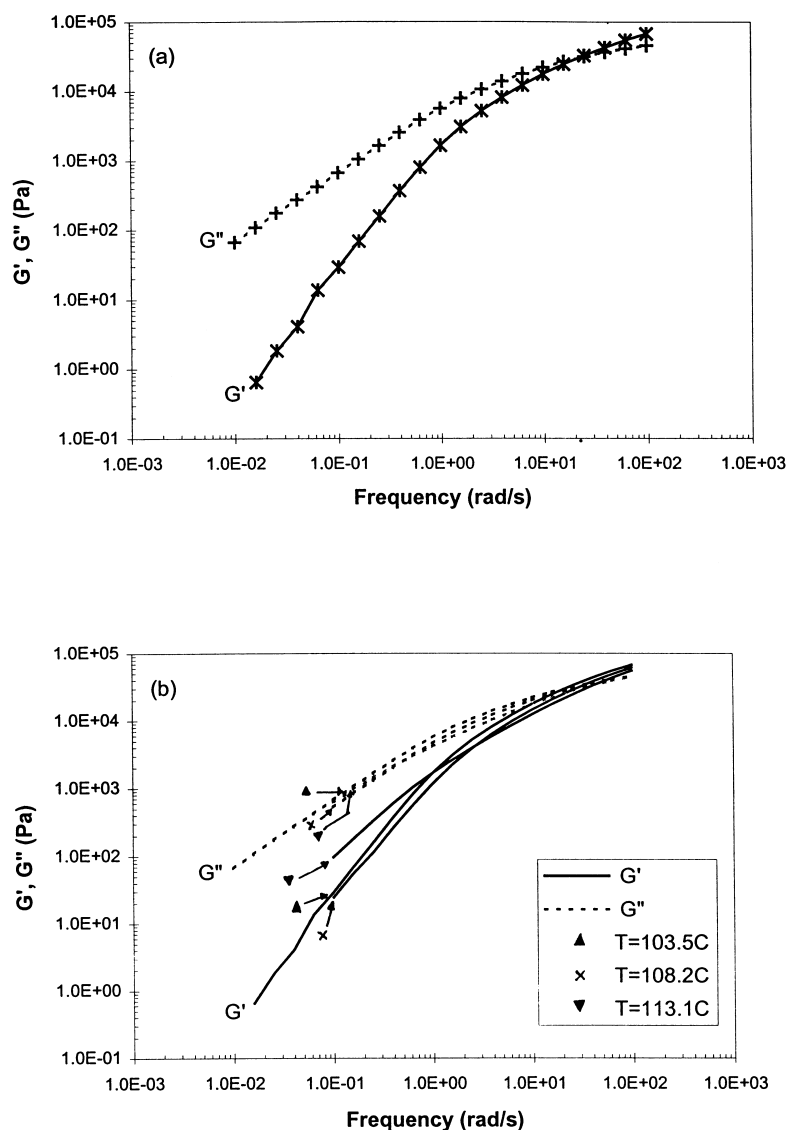 1.0E+05
(a)
1.0E+04
1.0E+03
G', G" (Pa)
1.0E+02
G"
1.0E+01
1.0E+00
G'
1.0E-01
1.0E-03 1.0E-02 1.0E-01 1.0E+00 1.0E+01 1.0E+02 1.0E+03
Frequency (rad/s)
1.0E+05
(b)
1.0E+04
1.0E+03
G', G" (Pa)
1.0E+02
G"
1.0E+01
1.0E+00
G'
1.0E-01
G'
G"
T=103.5C
T=108.2C
T=113.1C
1.0E-03 1.0E-02 1.0E-01 1.0E+00 1.0E+01 1.0E+02 1.0E+03
Frequency (rad/s)